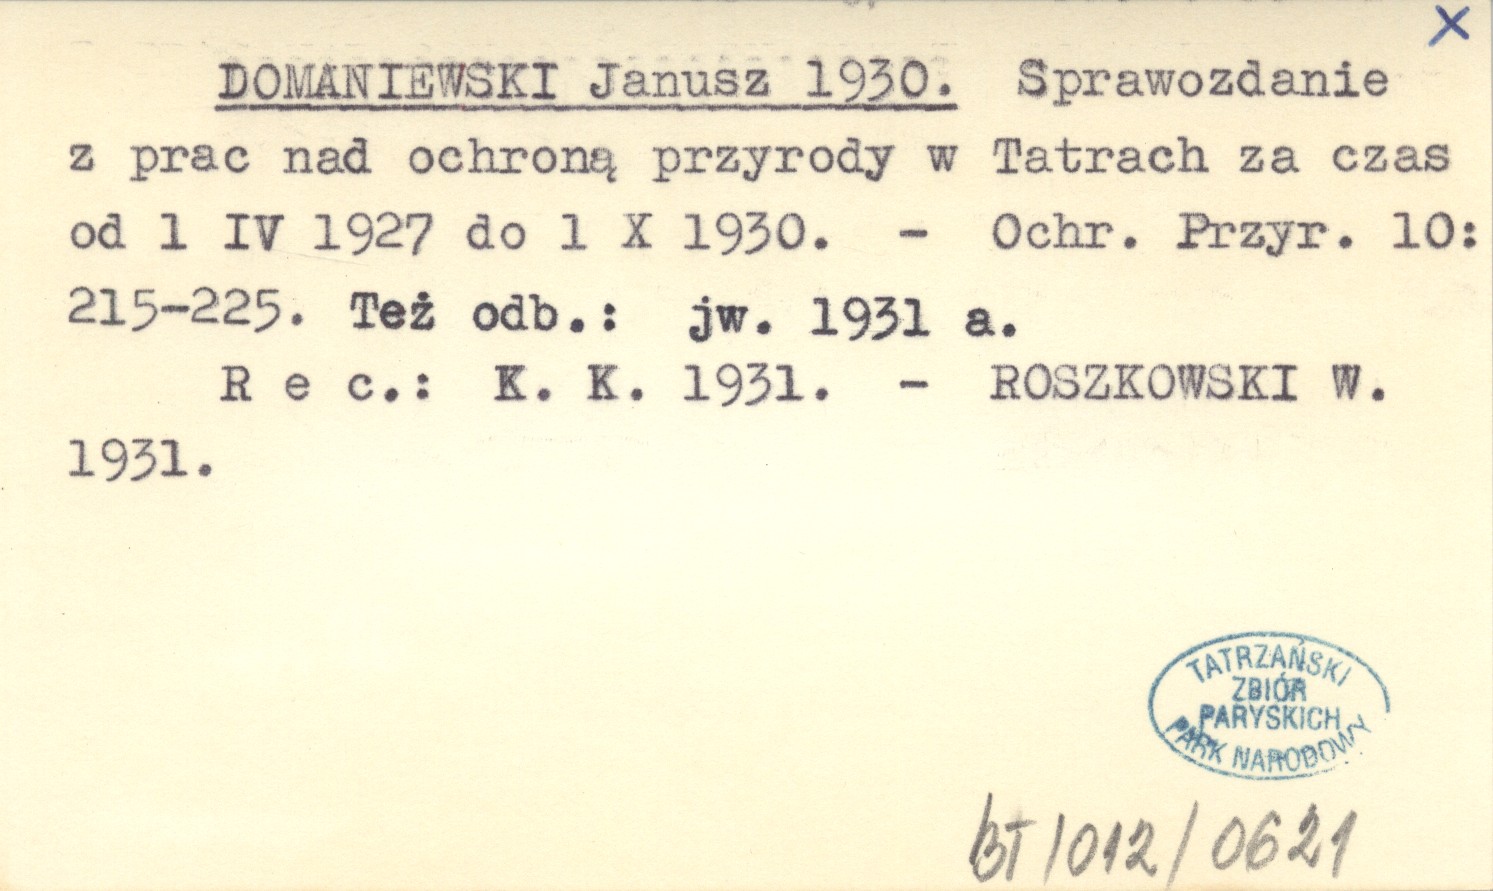 DOMANIEWSKI Janusz 1930. Sprawozdanie
z prac nad ochroną przyrody w Tatrach za czas
od 1 IV 1927 do 1 X 1930. - Ochr. Przyr. 10:
215-225. Też odb.: jw. 1931 a.
R e c.: K. K. 1931. - ROSZKOWSKI W.
1931.
TATRZAŃSKI
ZBIÓR
PARYSKICH
PARK NARODOWY
BT/012/0621